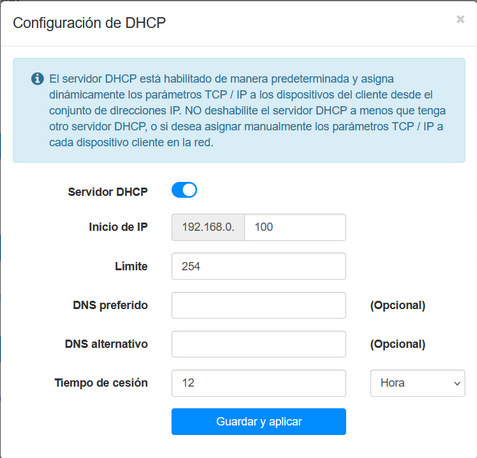 Configuración de DHCP
×
El servidor DHCP está habilitado de manera predeterminada y asigna
dinámicamente los parámetros TCP / IP a los dispositivos del cliente desde el
conjunto de direcciones IP. NO deshabilite el servidor DHCP a menos que tenga
otro servidor DHCP, o si desea asignar manualmente los parámetros TCP / IP a
cada dispositivo cliente en la red.
Servidor DHCP
Inicio de IP 192.168.0. 100
Límite 254
DNS preferido (Opcional)
DNS alternativo (Opcional)
Tiempo de cesión 12 Hora
Guardar y aplicar